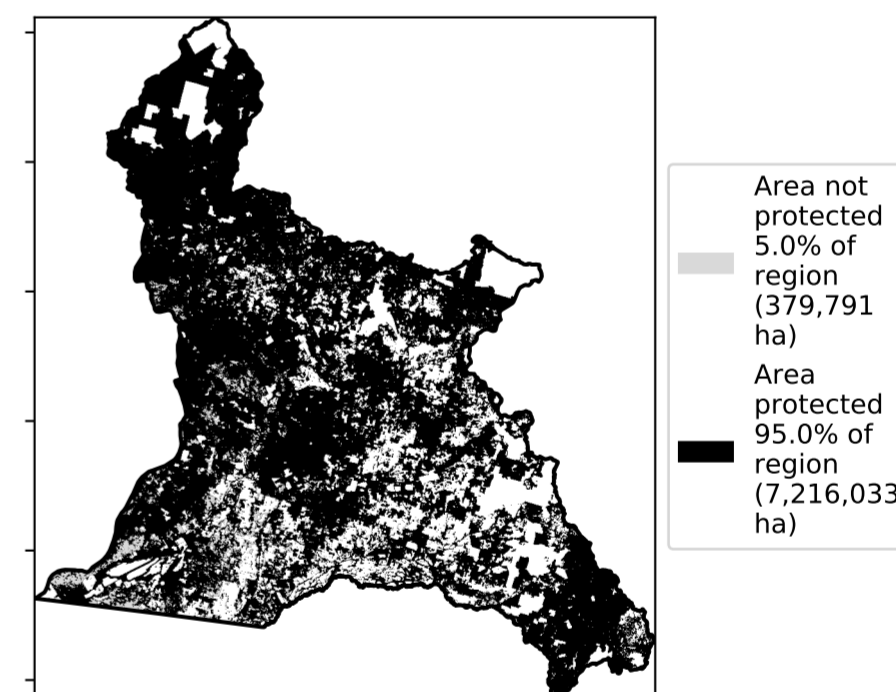 Area not
protected
5.0% of
region
(379,791
ha)
Area
protected
95.0% of
region
(7,216,033
ha)